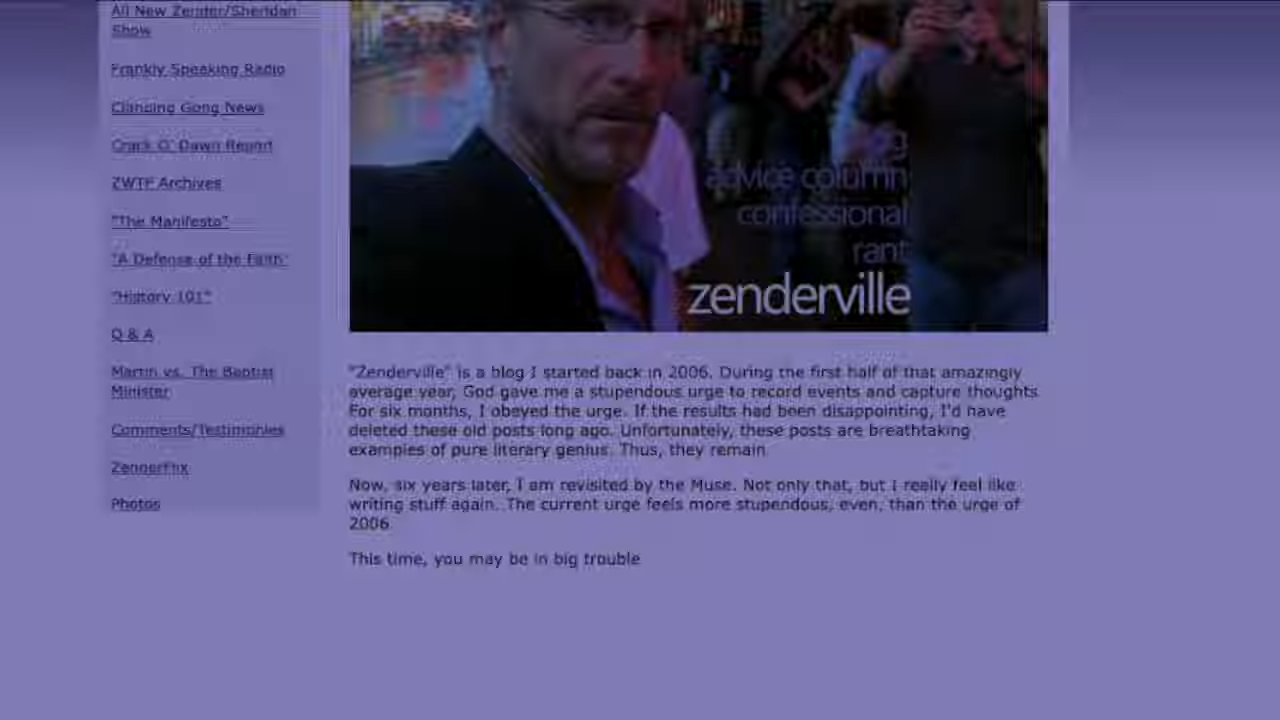 All New Zender/Sheridan
Show
Frankly Speaking Radio
Clanging Gong News
Crack O' Dawn Report
ZWTF Archives
"The Manifesto"
"A Defense of the Faith"
"History 101"
Q & A
Martin vs. The Baptist
Minister
Comments/Testimonies
ZenderFlix
Photos
advice column
confessional
rant
zenderville
"Zenderville" is a blog I started back in 2006. During the first half of that amazingly
average year, God gave me a stupendous urge to record events and capture thoughts
For six months, I obeyed the urge. If the results had been disappointing, I'd have
deleted these old posts long ago. Unfortunately, these posts are breathtaking
examples of pure literary genius. Thus, they remain
Now, six years later, I am revisited by the Muse. Not only that, but I really feel like
writing stuff again. The current urge feels more stupendous, even, than the urge of
2006
This time, you may be in big trouble